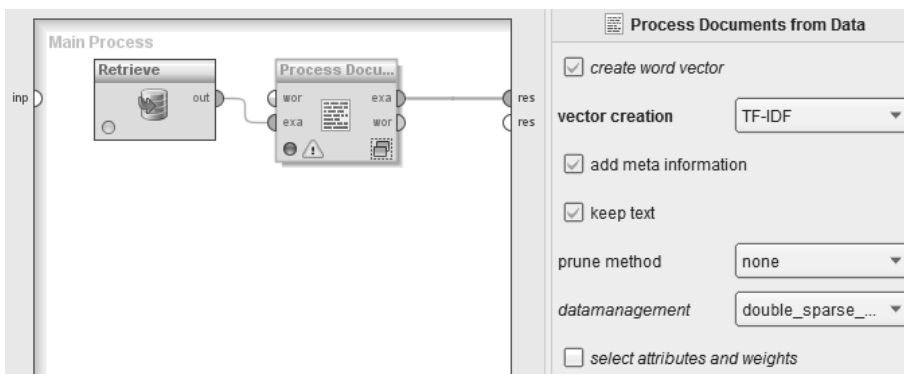 Main Process
Retrieve
inp
out
Process Docu...
wor
exa
exa
wor
res
res
Process Documents from Data
create word vector
vector creation
TF-IDF
add meta information
keep text
prune method
none
datamanagement
double_sparse_...
select attributes and weights